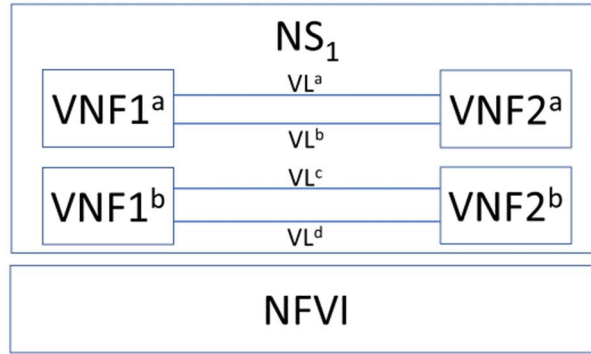 NS₁
VLᵃ
VNF1ᵃ VNF2ᵃ
VLᵇ
VLᶜ
VNF1ᵇ VNF2ᵇ
VLᵈ
NFVI